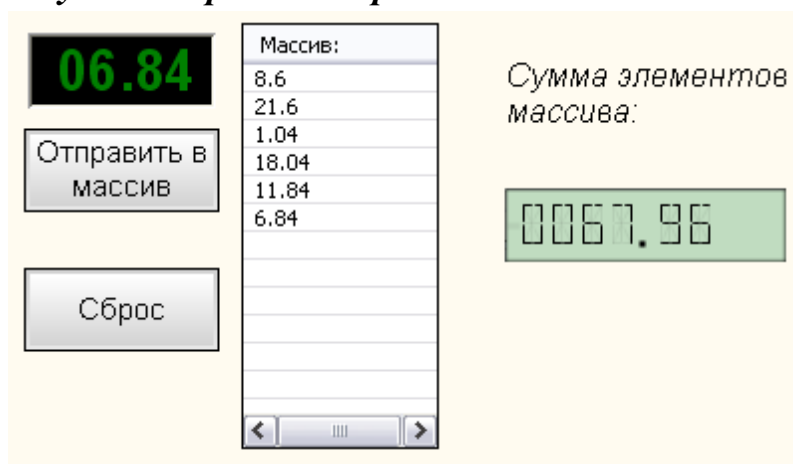 06.84
Отправить в
массив
Сброс
Массив:
8.6
21.6
1.04
18.04
11.84
6.84
Сумма элементов
массива:
0067.96